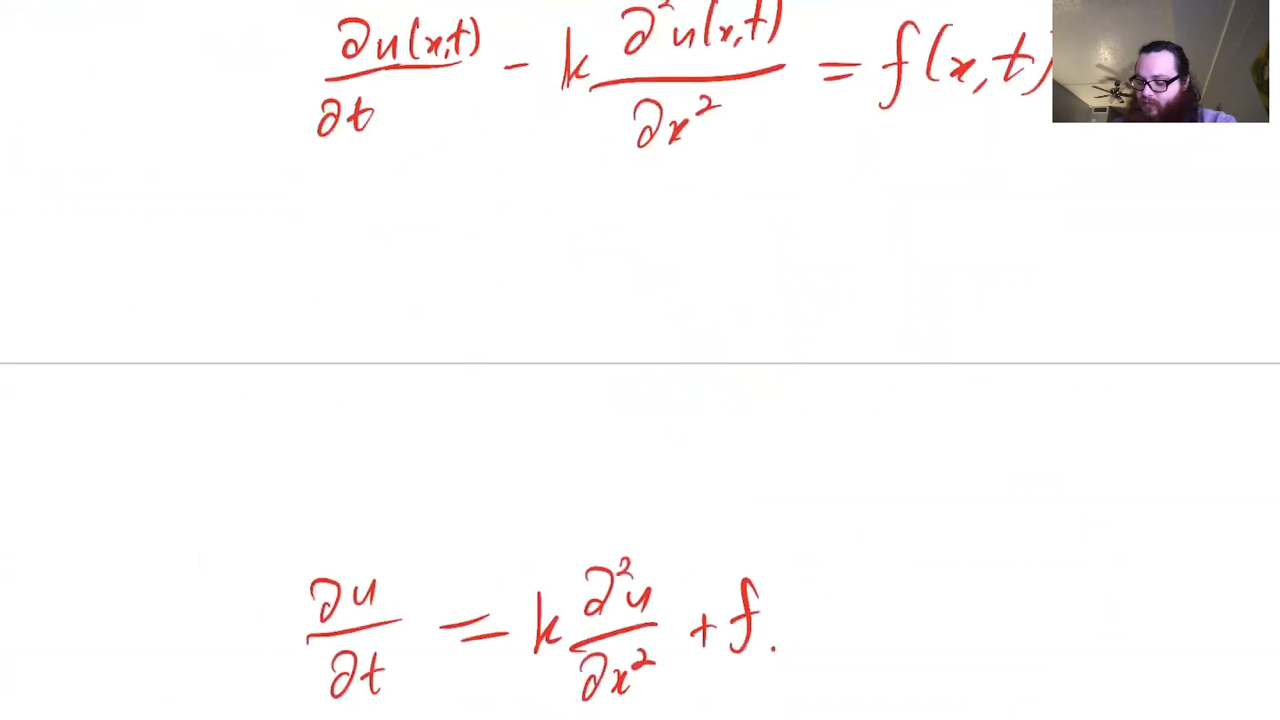 ∂u(x,t)/∂t - k ∂²u(x,t)/∂x² = f(x,t)
∂u/∂t = k ∂²u/∂x² + f.